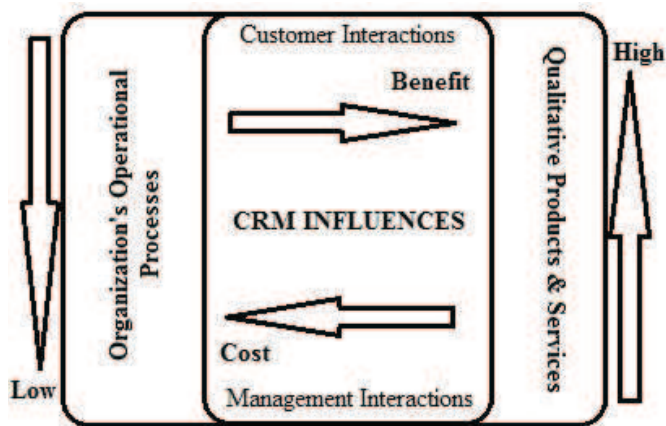 Customer Interactions
Benefit
High
Organization's Operational
Processes
CRM INFLUENCES
Qualitative Products & Services
Cost
Low
Management Interactions